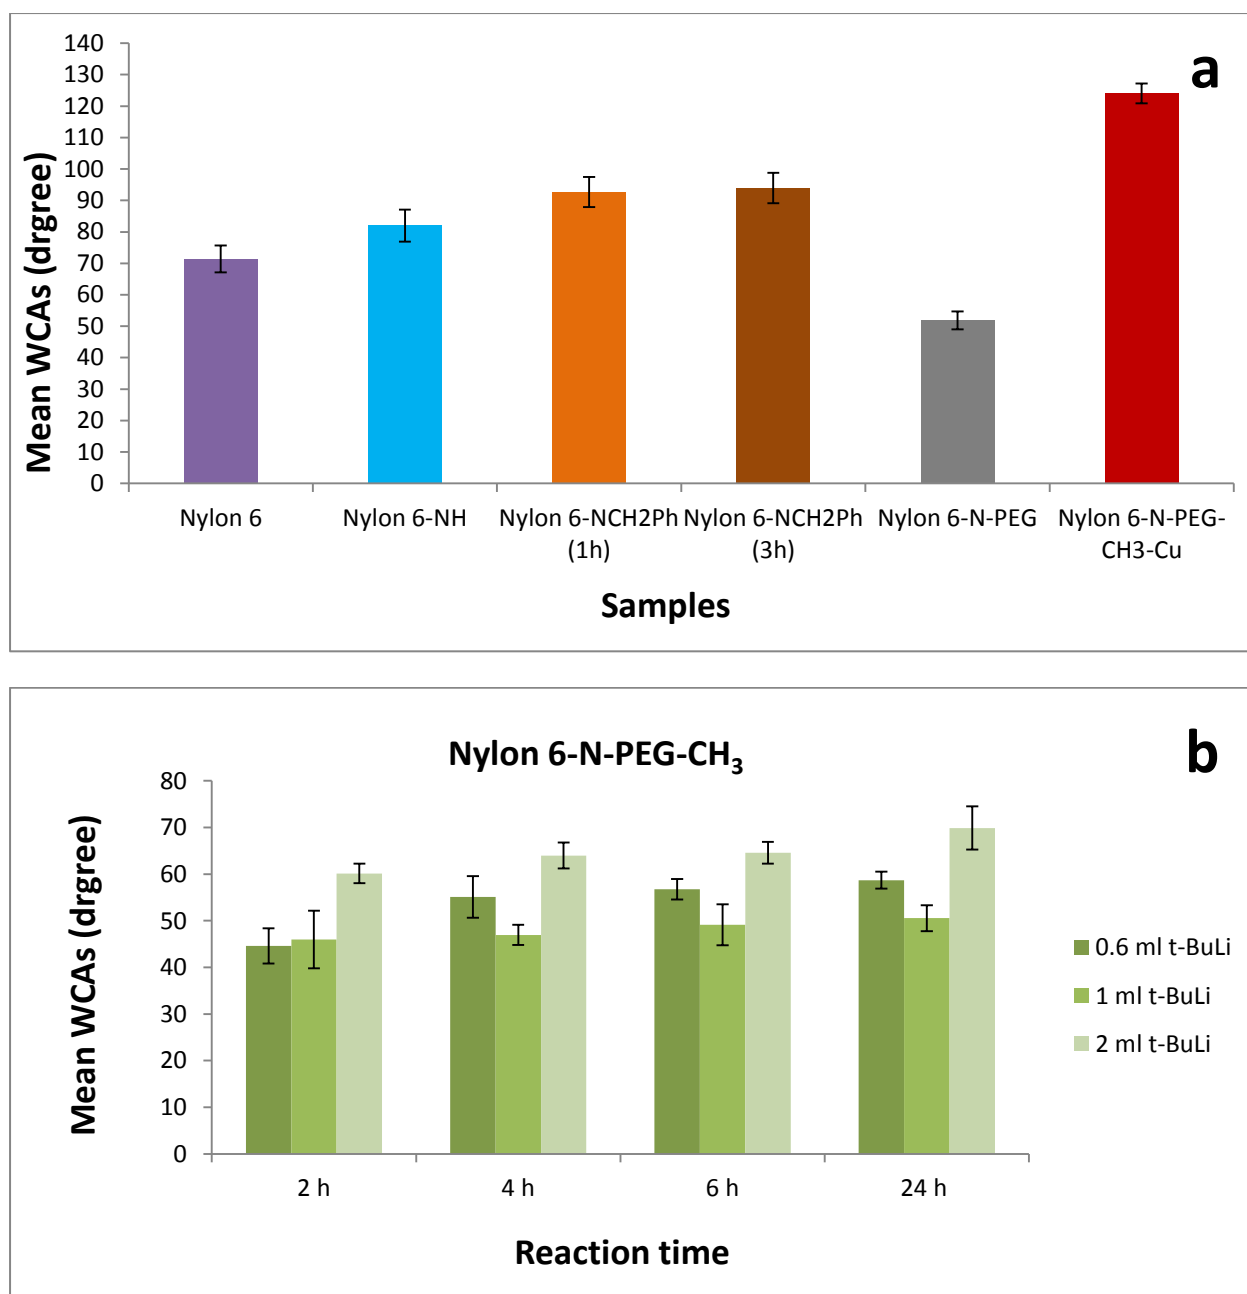 a
140
130
120
110
100
90
80
70
60
50
40
30
20
10
0
Mean WCAs (drgree)
Nylon 6
Nylon 6-NH
Nylon 6-NCH2Ph
(1h)
Nylon 6-NCH2Ph
(3h)
Nylon 6-N-PEG
Nylon 6-N-PEG-
CH3-Cu
Samples
b
Nylon 6-N-PEG-CH₃
80
70
60
50
40
30
20
10
0
Mean WCAs (drgree)
2 h
4 h
6 h
24 h
Reaction time
0.6 ml t-BuLi
1 ml t-BuLi
2 ml t-BuLi